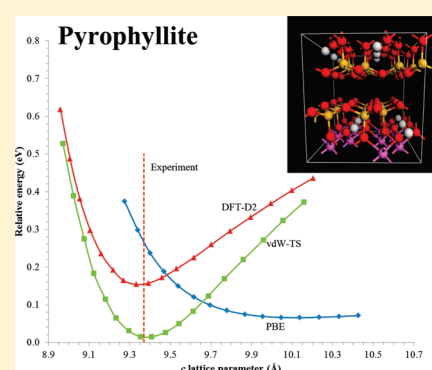 Pyrophyllite
Relative energy (eV)
0.8
0.7
0.6
0.5
0.4
0.3
0.2
0.1
0.0
Experiment
DFT-D2
vdW-TS
PBE
8.9 9.1 9.3 9.5 9.7 9.9 10.1 10.3 10.5 10.7
c lattice parameter (Å)